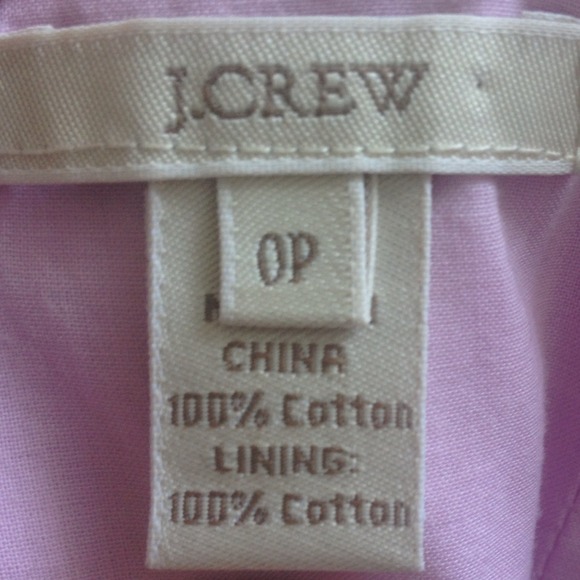 J.CREW
0P
CHINA
100% Cotton
LINING:
100% Cotton